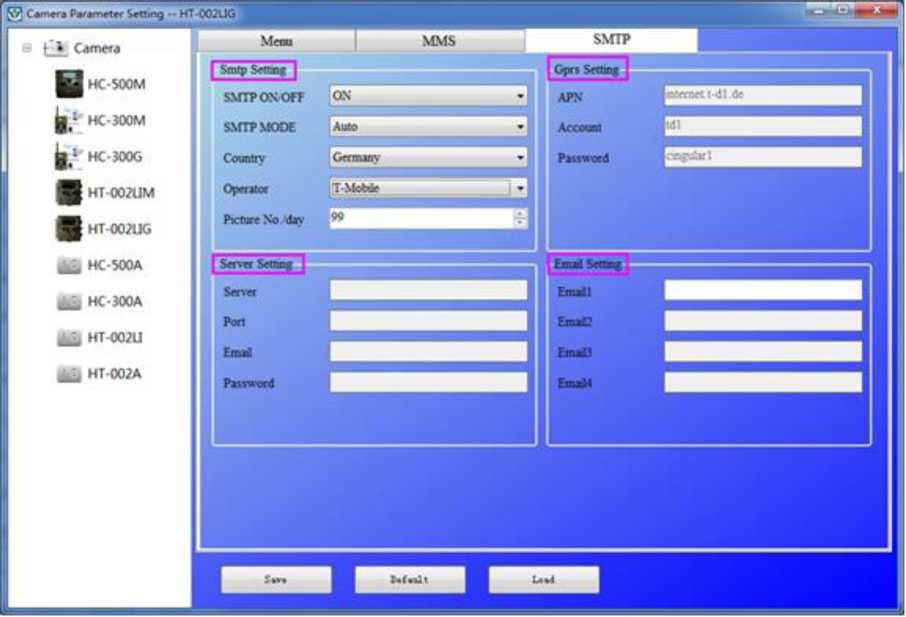 Camera Parameter Setting -- HT-002LIG
Camera
HC-500M
HC-300M
HC-300G
HT-002LIM
HT-002LIG
HC-500A
HC-300A
HT-002LI
HT-002A
Menu MMS SMTP
Smtp Setting
SMTP ON/OFF ON
SMTP MODE Auto
Country Germany
Operator T-Mobile
Picture No./day 99
Gprs Setting
APN internet.t-d1.de
Account td1
Password cingular1
Server Setting
Server
Port
Email
Password
Email Setting
Email1
Email2
Email3
Email4
Save Default Load